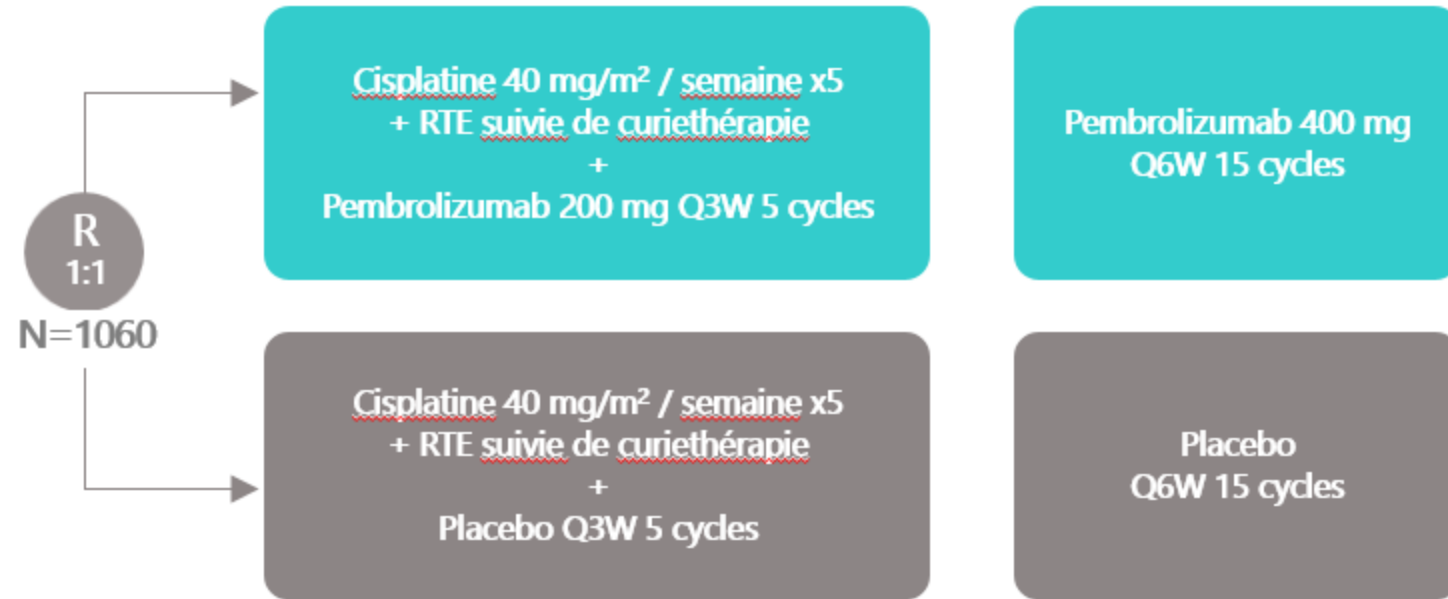 R
1:1
N=1060
Cisplatine 40 mg/m² / semaine x5
+ RTE suivie de curiethérapie
+
Pembrolizumab 200 mg Q3W 5 cycles
Pembrolizumab 400 mg
Q6W 15 cycles
Cisplatine 40 mg/m² / semaine x5
+ RTE suivie de curiethérapie
+
Placebo Q3W 5 cycles
Placebo
Q6W 15 cycles